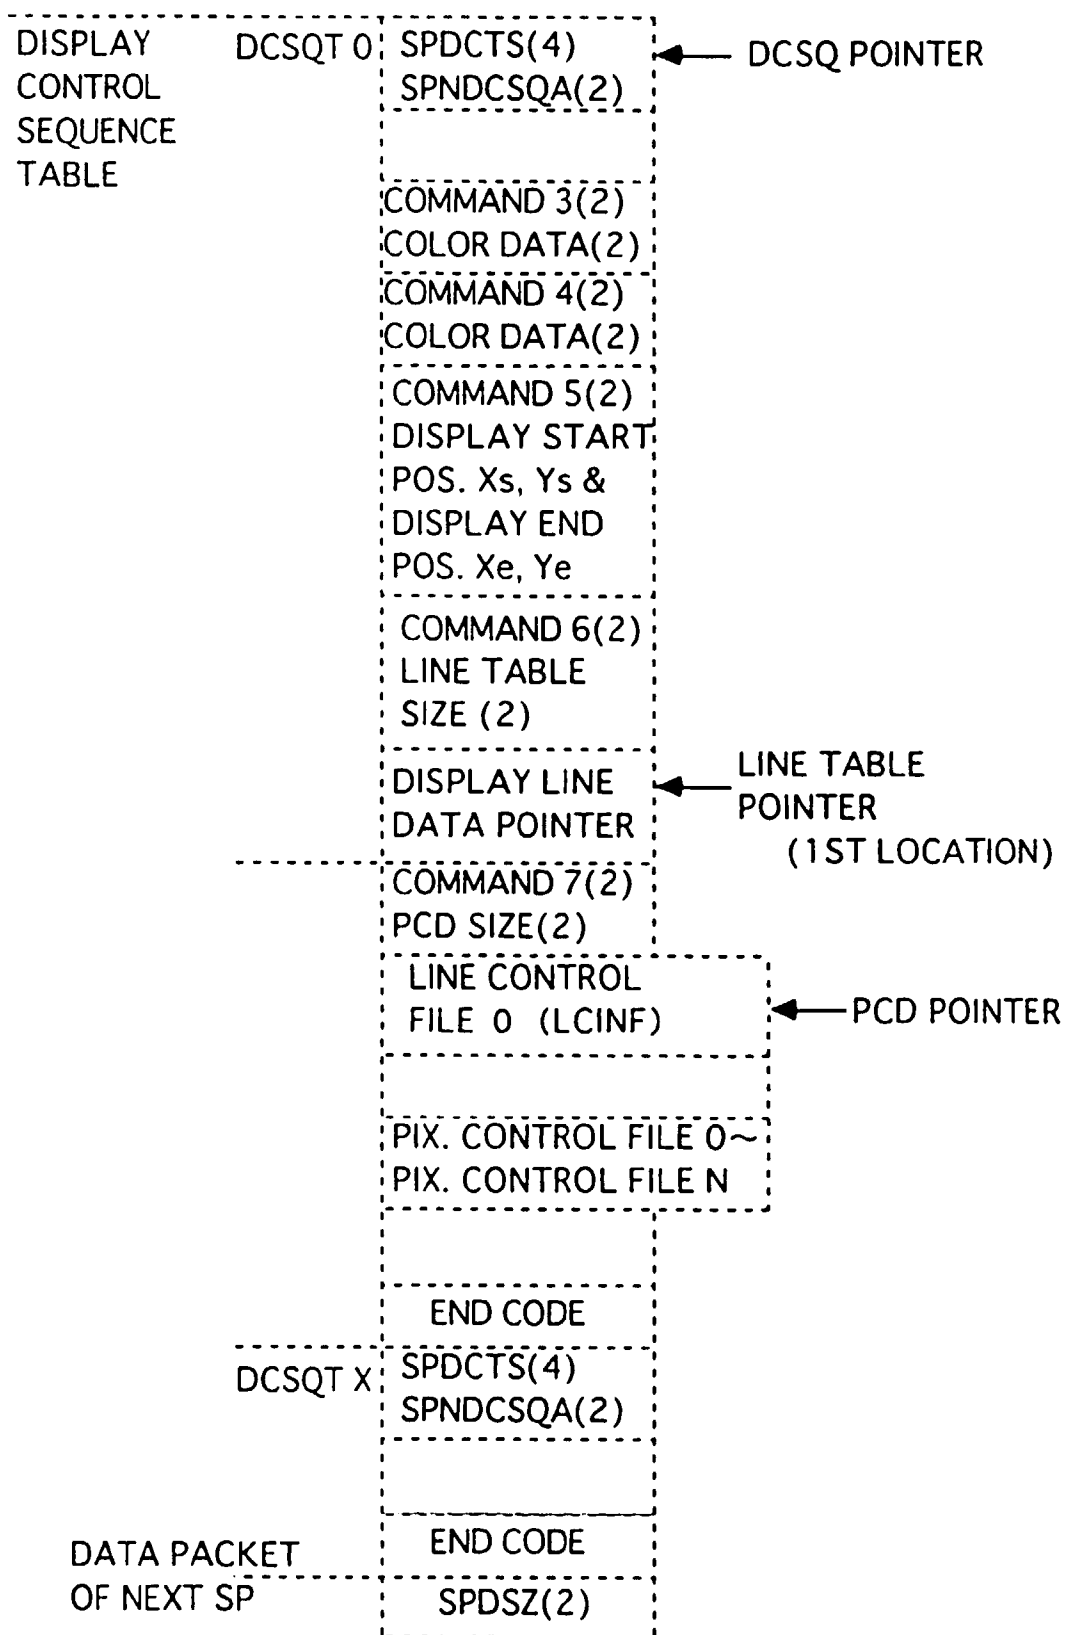 DISPLAY
CONTROL
SEQUENCE
TABLE
DCSQT 0
SPDCTS(4)
SPNDCSQA(2)
DCSQ POINTER
COMMAND 3(2)
COLOR DATA(2)
COMMAND 4(2)
COLOR DATA(2)
COMMAND 5(2)
DISPLAY START
POS. Xs, Ys &
DISPLAY END
POS. Xe, Ye
COMMAND 6(2)
LINE TABLE
SIZE (2)
DISPLAY LINE
DATA POINTER
LINE TABLE
POINTER
(1ST LOCATION)
COMMAND 7(2)
PCD SIZE(2)
LINE CONTROL
FILE 0 (LCINF)
PCD POINTER
PIX. CONTROL FILE 0~
PIX. CONTROL FILE N
END CODE
DCSQT X
SPDCTS(4)
SPNDCSQA(2)
END CODE
DATA PACKET
OF NEXT SP
SPDSZ(2)